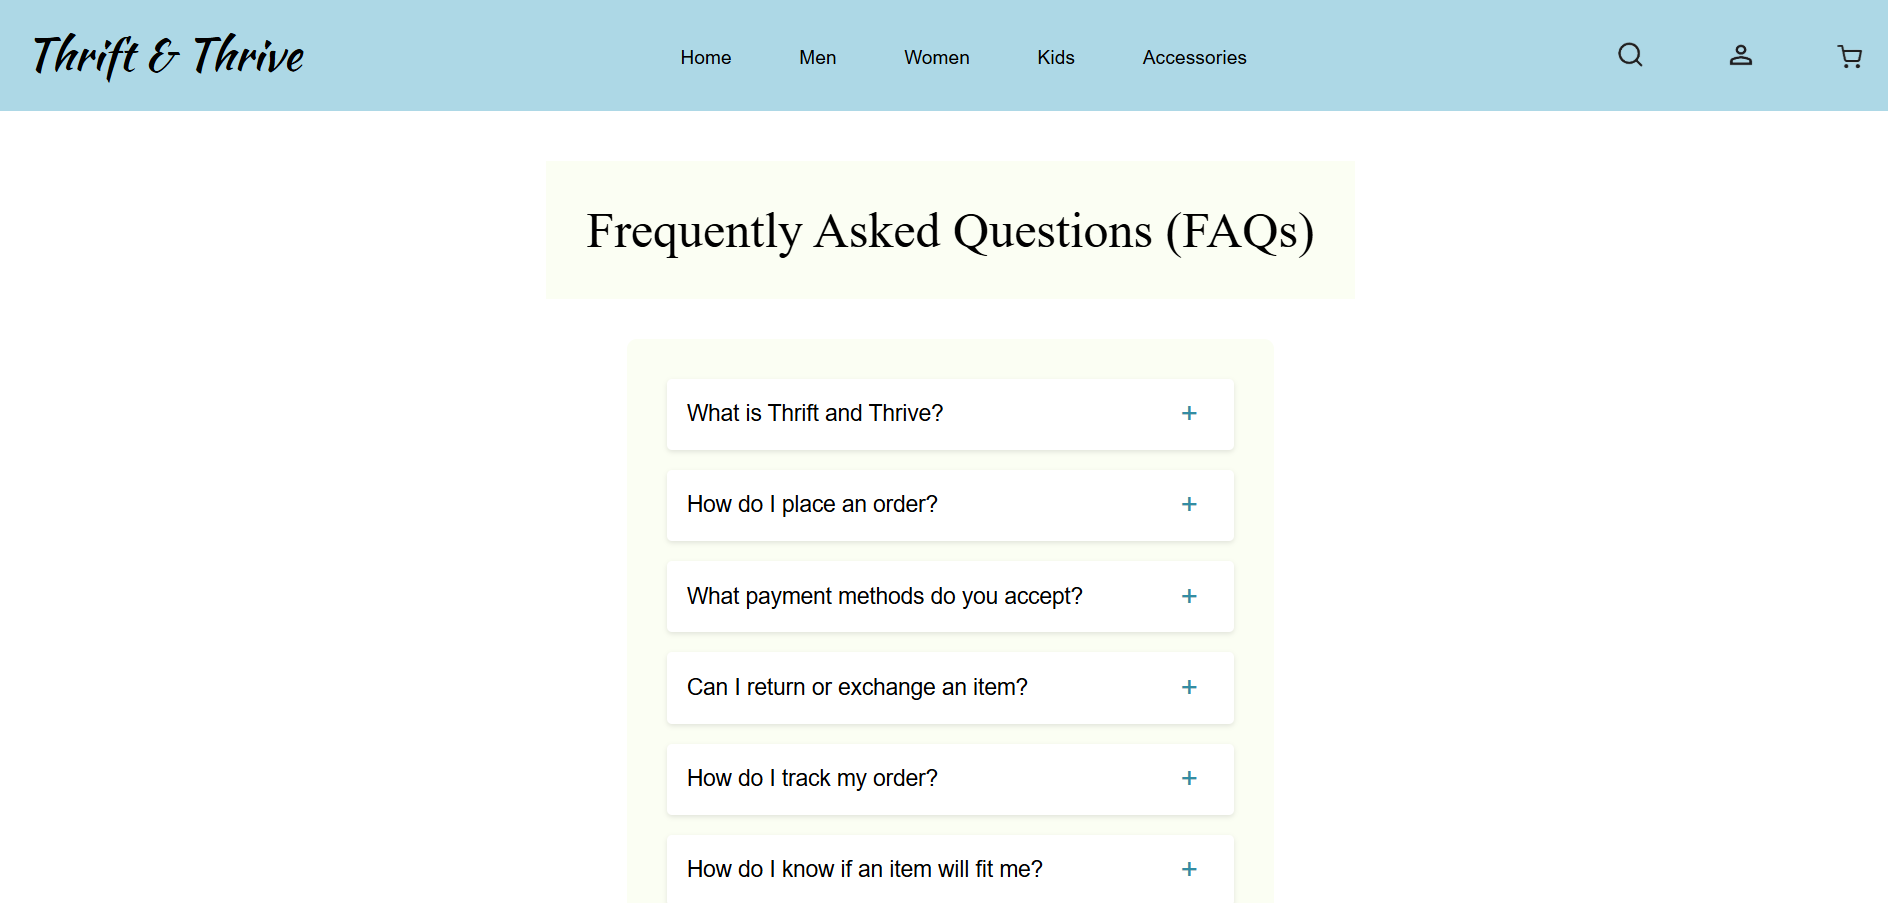 Thrift & Thrive
Home Men Women Kids Accessories
Frequently Asked Questions (FAQs)
What is Thrift and Thrive? +
How do I place an order? +
What payment methods do you accept? +
Can I return or exchange an item? +
How do I track my order? +
How do I know if an item will fit me? +